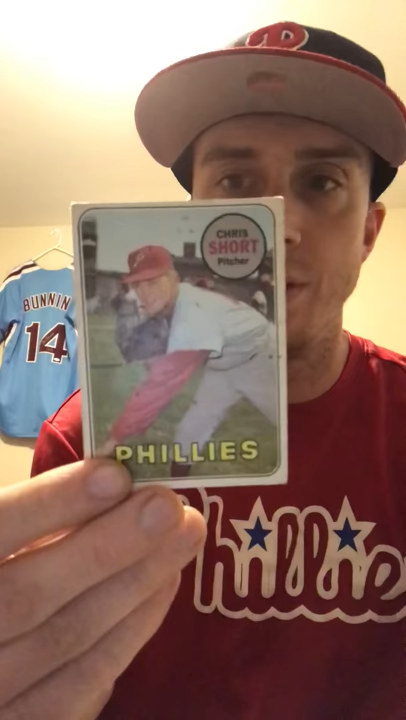 P
BUNNIN
14
CHRIS
SHORT
Pitcher
PHILLIES
Phillies